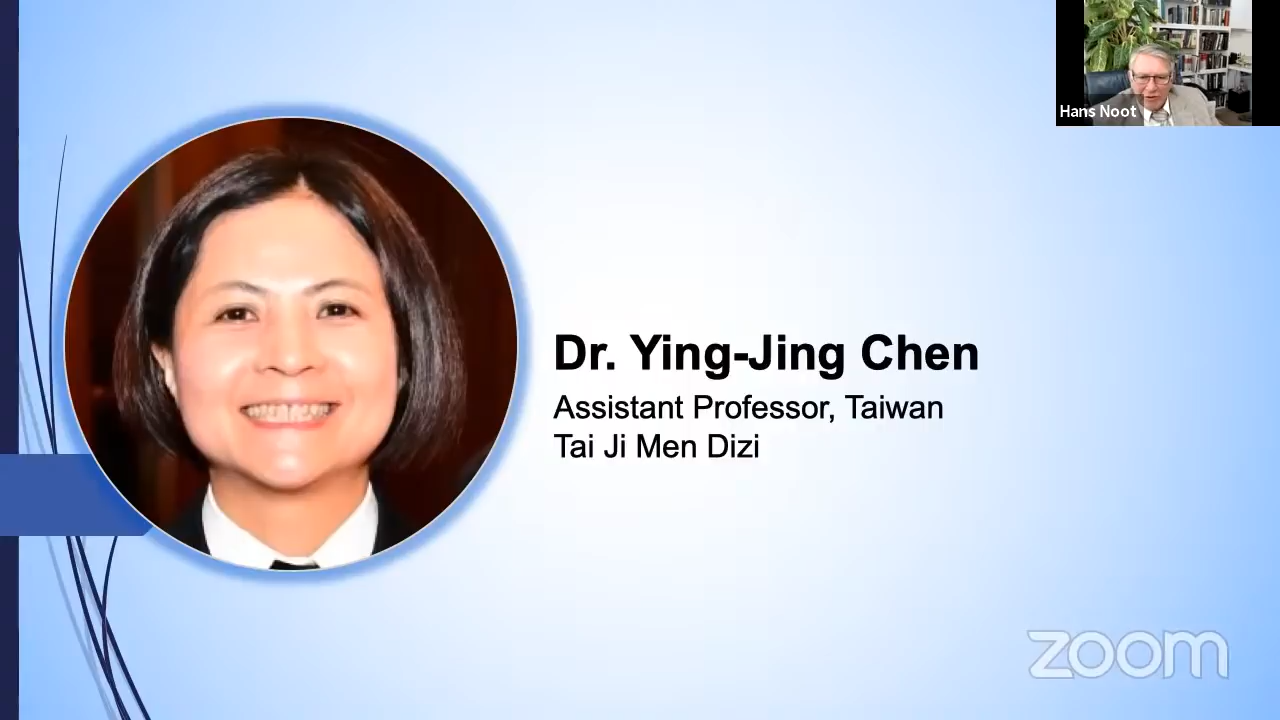 Hans Noot
Dr. Ying-Jing Chen
Assistant Professor, Taiwan
Tai Ji Men Dizi
zoom